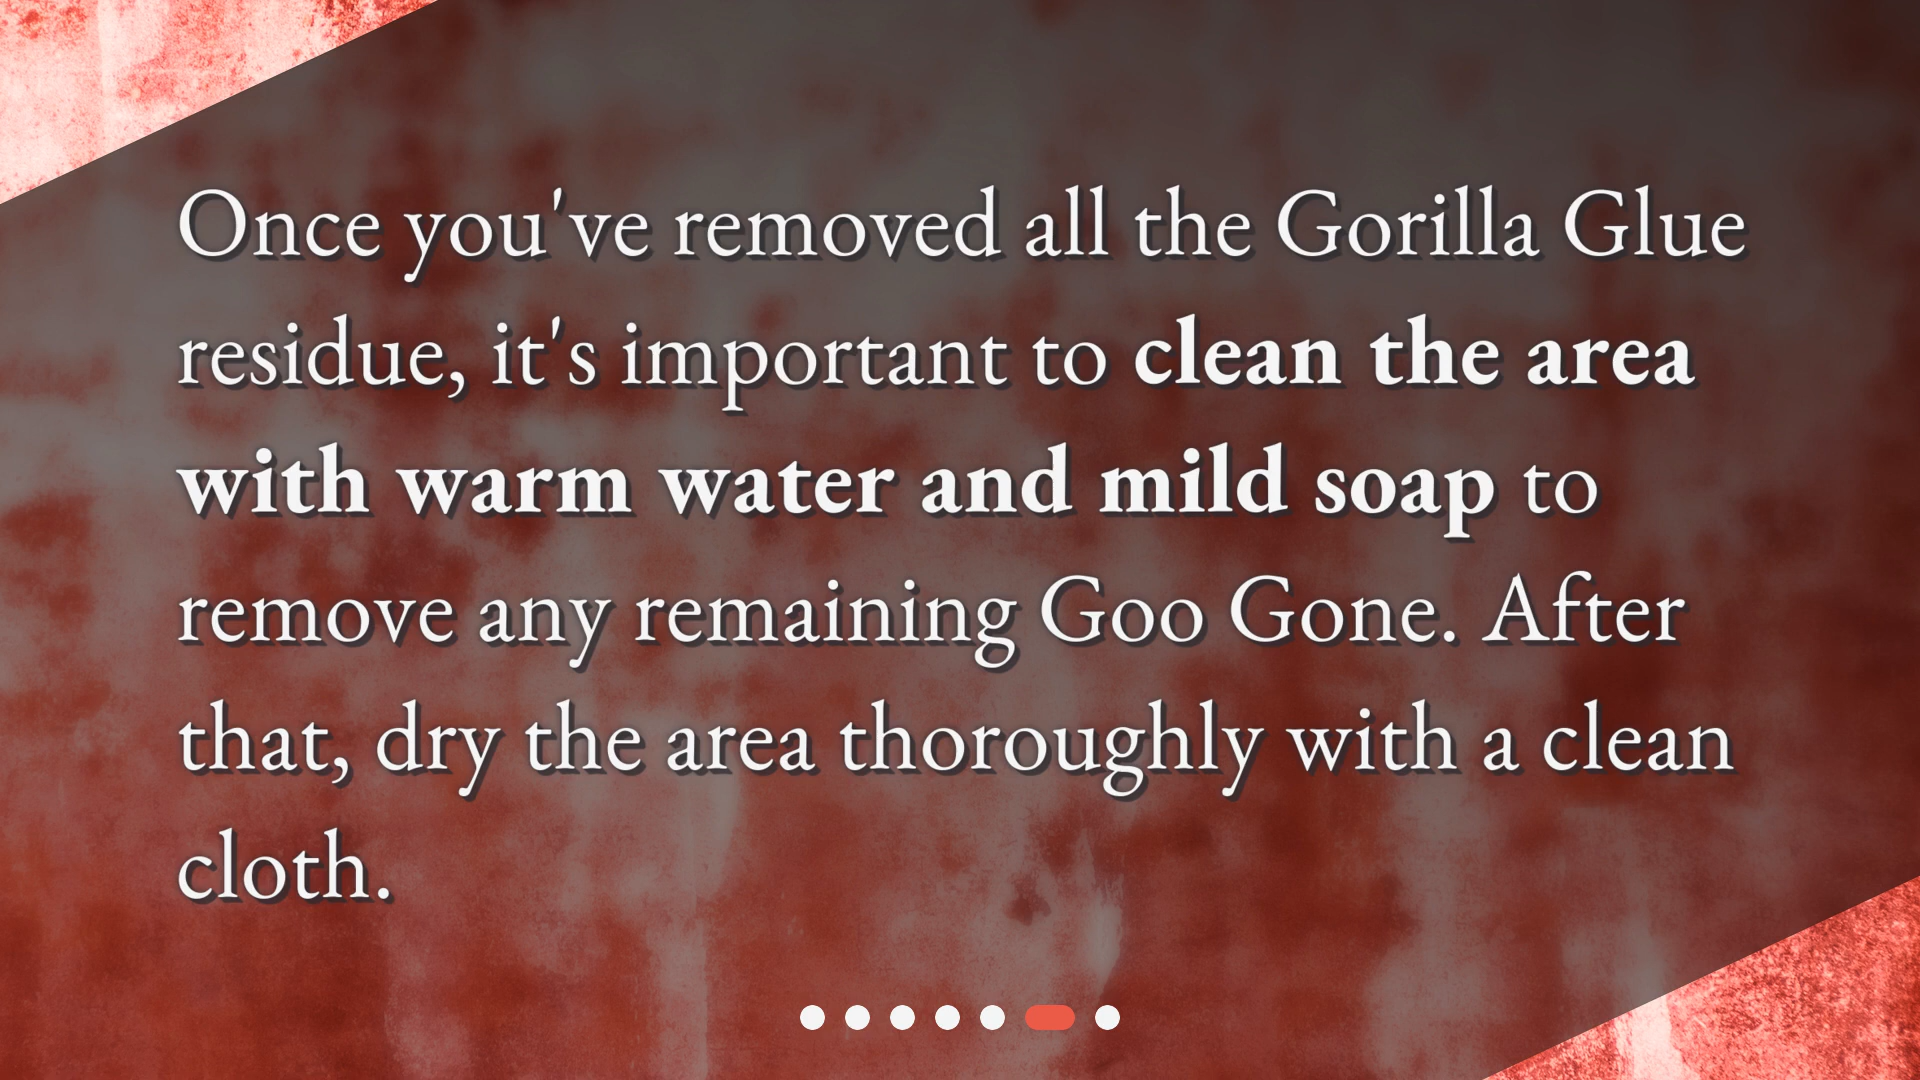 Once you've removed all the Gorilla Glue
residue, it's important to clean the area
with warm water and mild soap to
remove any remaining Goo Gone. After
that, dry the area thoroughly with a clean
cloth.